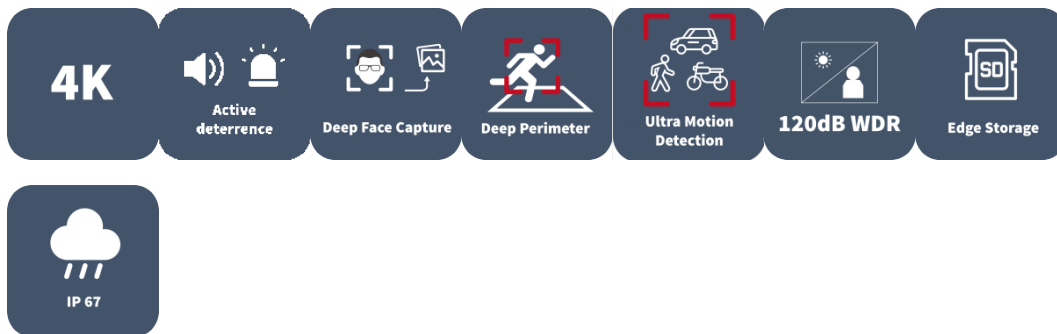 4K
Active
deterrence
Deep Face Capture
Deep Perimeter
Ultra Motion
Detection
120dB WDR
SD
Edge Storage
IP 67